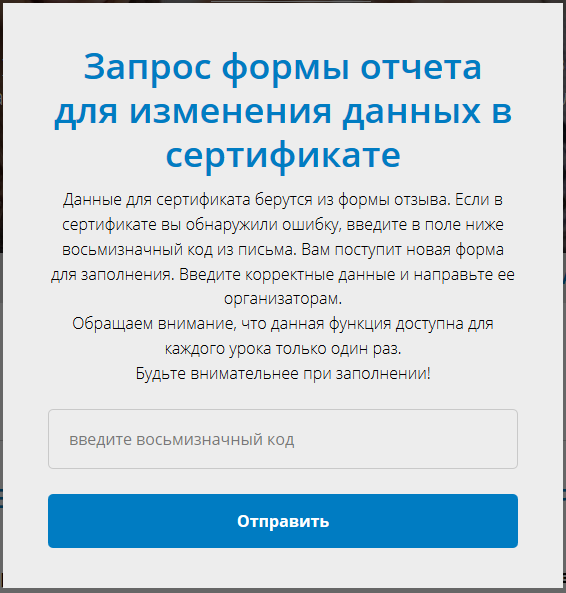 Запрос формы отчета
для изменения данных в
сертификате
Данные для сертификата берутся из формы отзыва. Если в
сертификате вы обнаружили ошибку, введите в поле ниже
восьмизначный код из письма. Вам поступит новая форма
для заполнения. Введите корректные данные и направьте ее
организаторам.
Обращаем внимание, что данная функция доступна для
каждого урока только один раз.
Будьте внимательнее при заполнении!
введите восьмизначный код
Отправить